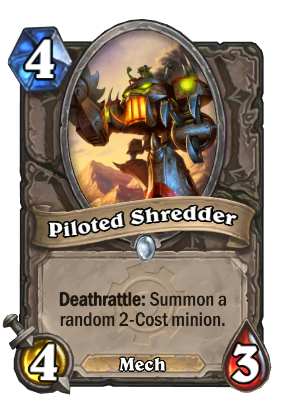 4
Piloted Shredder
Deathrattle: Summon a
random 2-Cost minion.
4
Mech
3